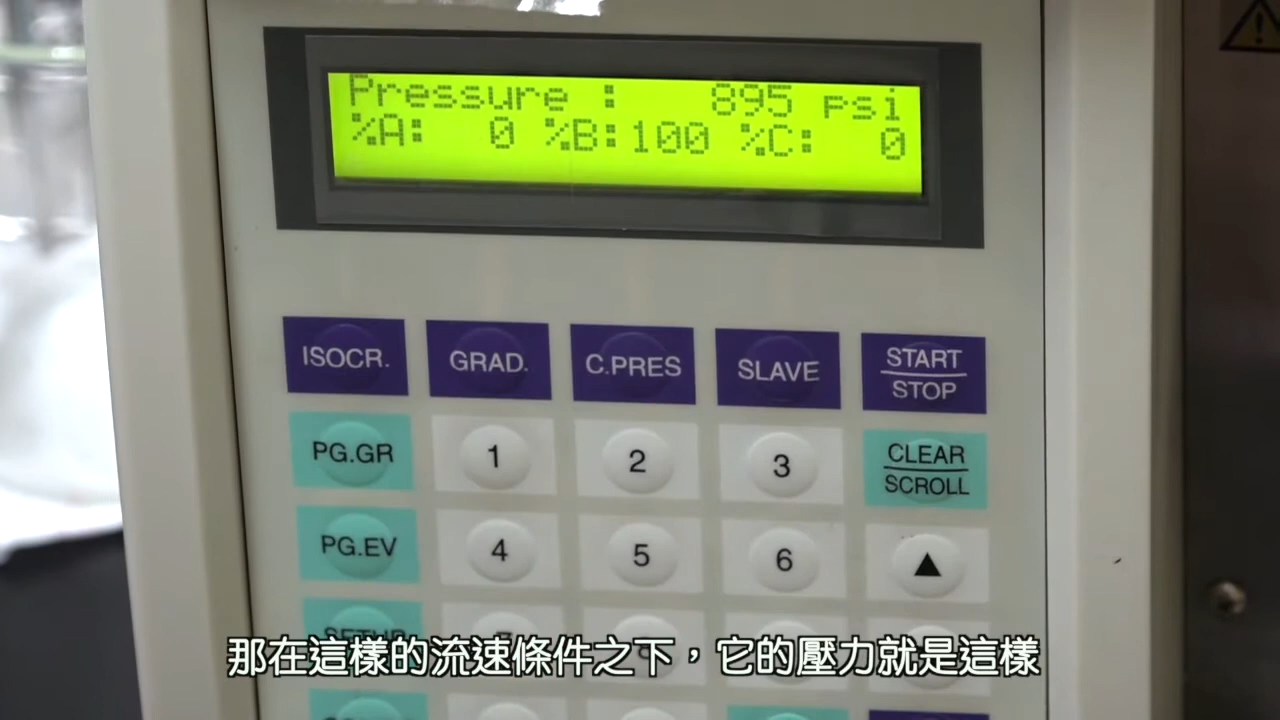 Pressure : 895 psi
%A: 0 %B:100 %C: 0
ISOCR. GRAD. C.PRES SLAVE START
STOP
PG.GR 1 2 3 CLEAR
SCROLL
PG.EV 4 5 6 ▲
SETUP
那在這樣的流速條件之下，它的壓力就是這樣